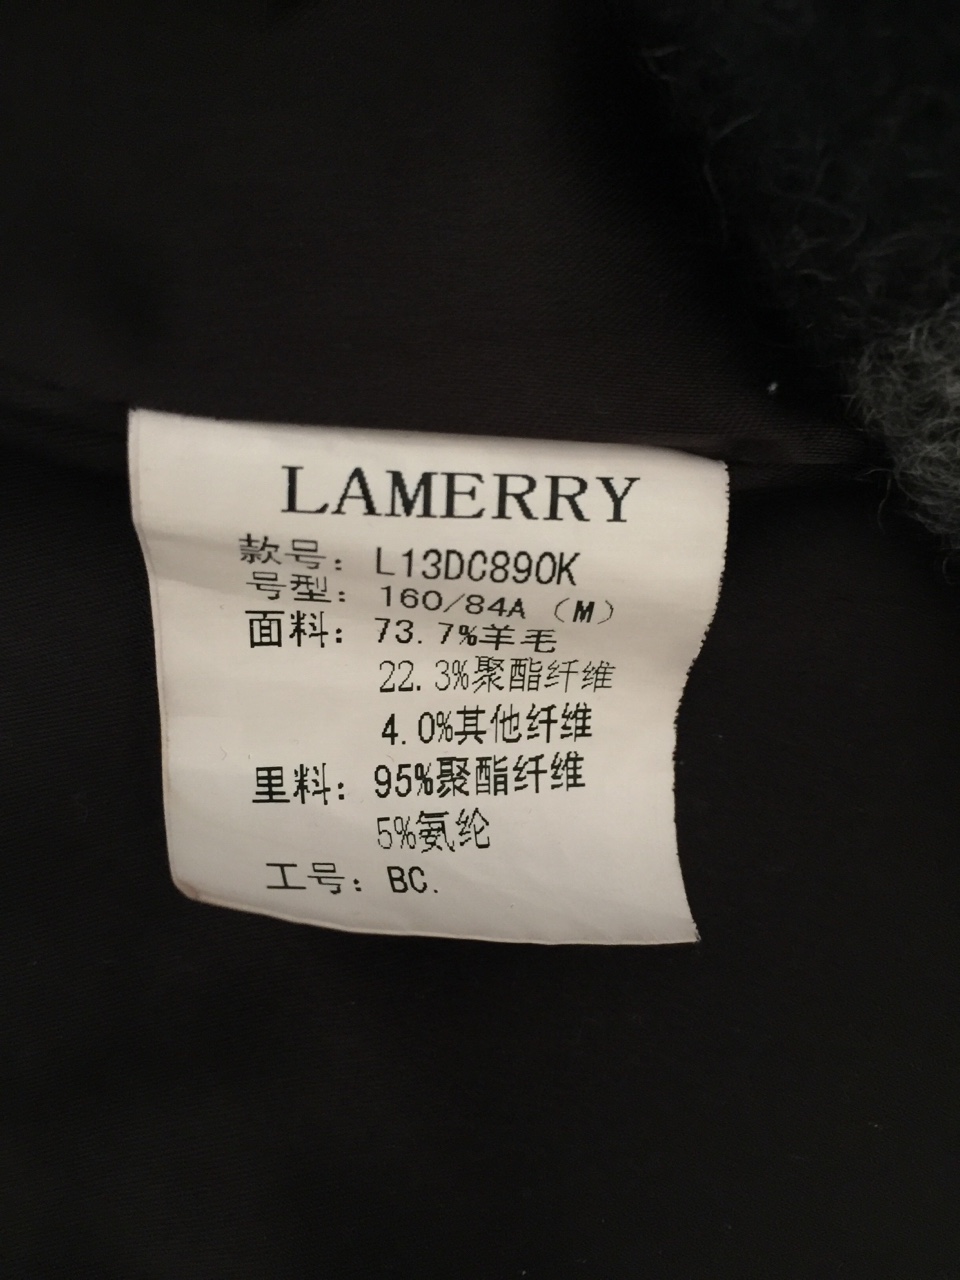 LAMERRY
款号：L13DC890K
号型：160/84A（M）
面料：73.7%羊毛
22.3%聚酯纤维
4.0%其他纤维
里料：95%聚酯纤维
5%氨纶
工号：BC.